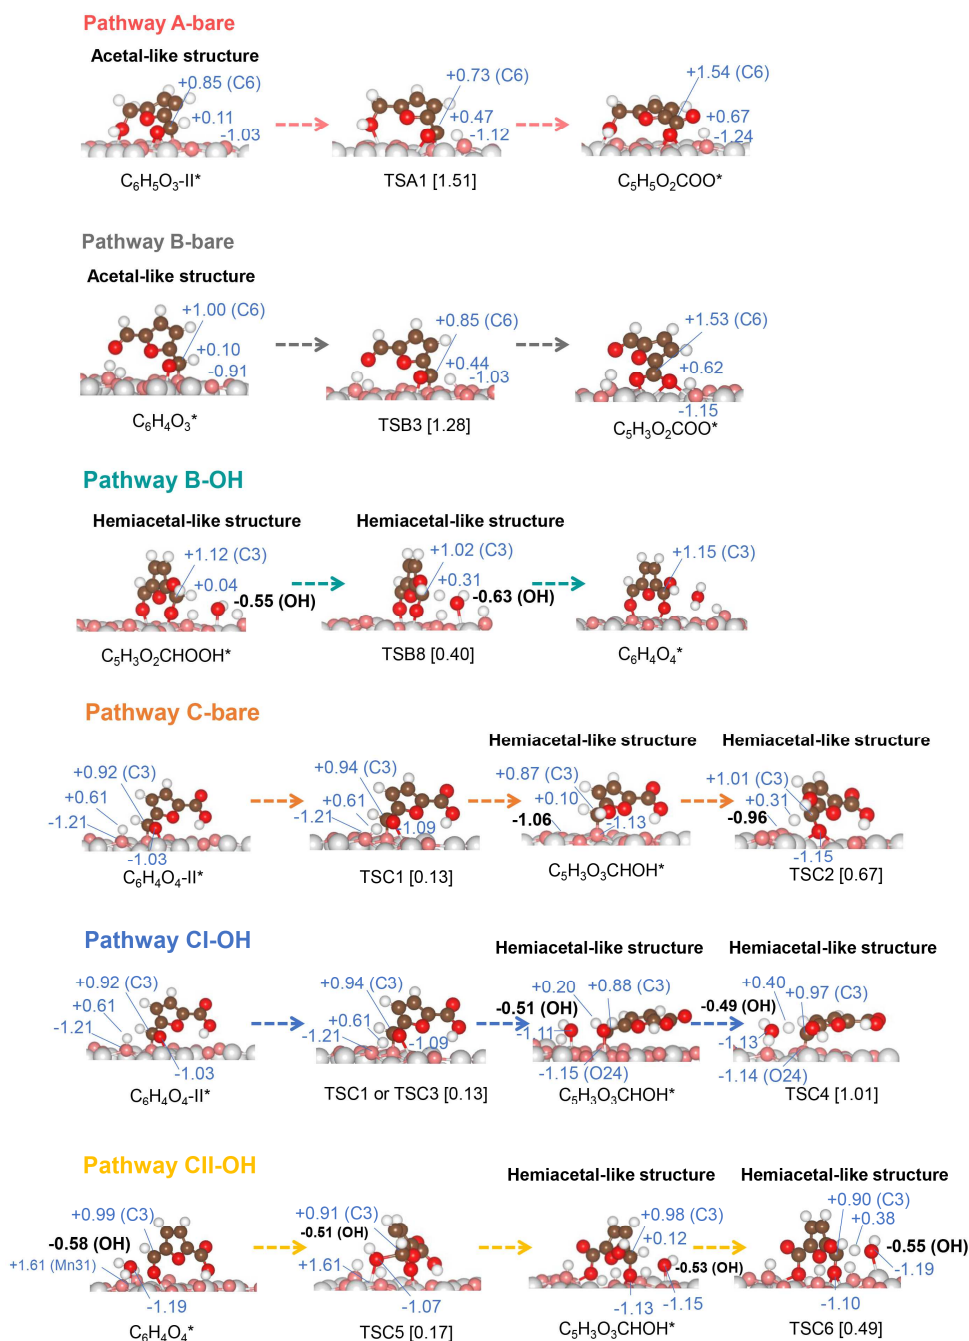 Pathway A-bare
Acetal-like structure
+0.85 (C6)
+0.11
-1.03
C₆H₅O₃-II*
+0.73 (C6)
+0.47
-1.12
TSA1 [1.51]
+1.54 (C6)
+0.67
-1.24
C₅H₅O₂COO*
Pathway B-bare
Acetal-like structure
+1.00 (C6)
+0.10
-0.91
C₆H₄O₃*
+0.85 (C6)
+0.44
-1.03
TSB3 [1.28]
+1.53 (C6)
+0.62
-1.15
C₅H₃O₂COO*
Pathway B-OH
Hemiacetal-like structure
+1.12 (C3)
+0.04
-0.55 (OH)
C₅H₃O₂CHOOH*
Hemiacetal-like structure
+1.02 (C3)
+0.31
-0.63 (OH)
TSB8 [0.40]
+1.15 (C3)
C₆H₄O₄*
Pathway C-bare
+0.92 (C3)
+0.61
-1.21
-1.03
C₆H₄O₄-II*
+0.94 (C3)
+0.61
-1.21
-1.09
TSC1 [0.13]
Hemiacetal-like structure
+0.87 (C3)
+0.10
-1.06
-1.13
C₅H₃O₃CHOH*
Hemiacetal-like structure
+1.01 (C3)
+0.31
-0.96
-1.15
TSC2 [0.67]
Pathway CI-OH
+0.92 (C3)
+0.61
-1.21
-1.03
C₆H₄O₄-II*
+0.94 (C3)
+0.61
-1.21
-1.09
TSC1 or TSC3 [0.13]
Hemiacetal-like structure
+0.20
+0.88 (C3)
-0.51 (OH)
-1.11
-1.15 (O24)
C₅H₃O₃CHOH*
Hemiacetal-like structure
+0.40
-0.49 (OH)
+0.97 (C3)
-1.13
-1.14 (O24)
TSC4 [1.01]
Pathway CII-OH
+0.99 (C3)
-0.58 (OH)
+1.61 (Mn31)
-1.19
C₆H₄O₄*
+0.91 (C3)
-0.51 (OH)
+1.61
-1.07
TSC5 [0.17]
Hemiacetal-like structure
+0.98 (C3)
+0.12
-0.53 (OH)
-1.13
-1.15
C₅H₃O₃CHOH*
Hemiacetal-like structure
+0.90 (C3)
+0.38
-0.55 (OH)
-1.19
-1.10
TSC6 [0.49]